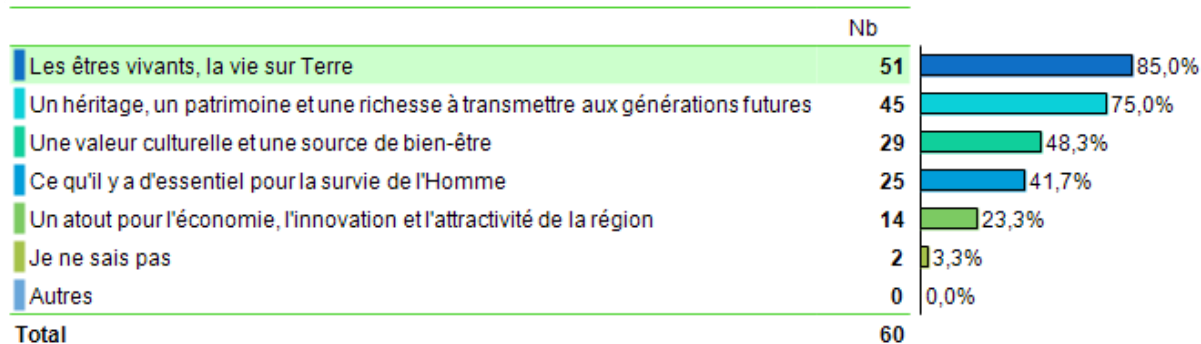 Nb
Les êtres vivants, la vie sur Terre 51 85,0%
Un héritage, un patrimoine et une richesse à transmettre aux générations futures 45 75,0%
Une valeur culturelle et une source de bien-être 29 48,3%
Ce qu'il y a d'essentiel pour la survie de l'Homme 25 41,7%
Un atout pour l'économie, l'innovation et l'attractivité de la région 14 23,3%
Je ne sais pas 2 3,3%
Autres 0 0,0%
Total 60